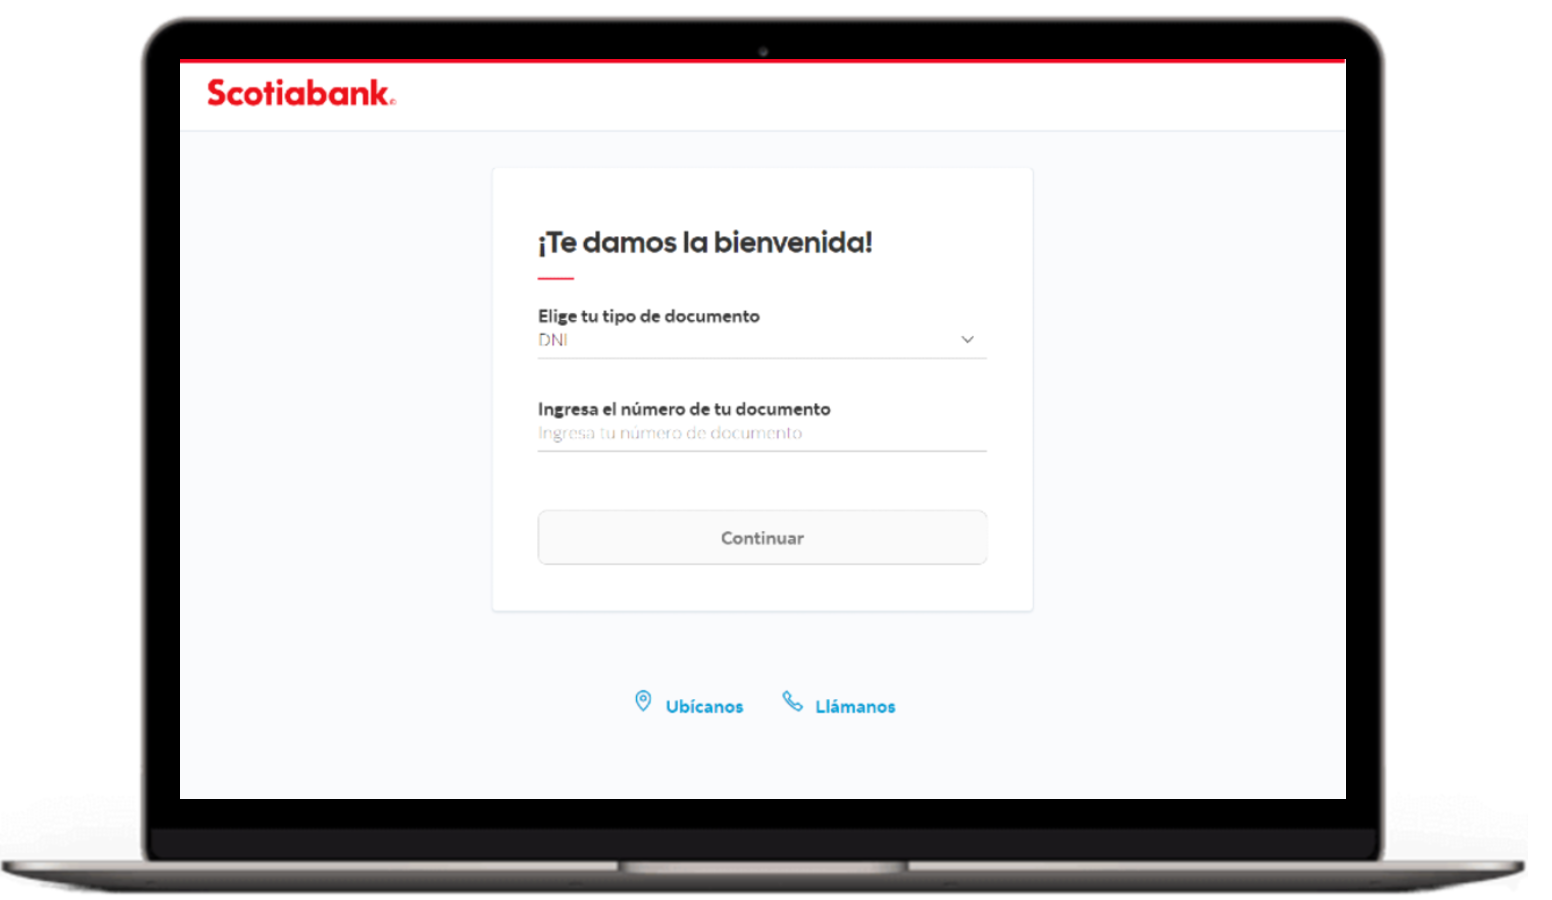 Scotiabank®
¡Te damos la bienvenida!
Elige tu tipo de documento
DNI
Ingresa el número de tu documento
Ingresa tu número de documento
Continuar
Ubícanos
Llámanos